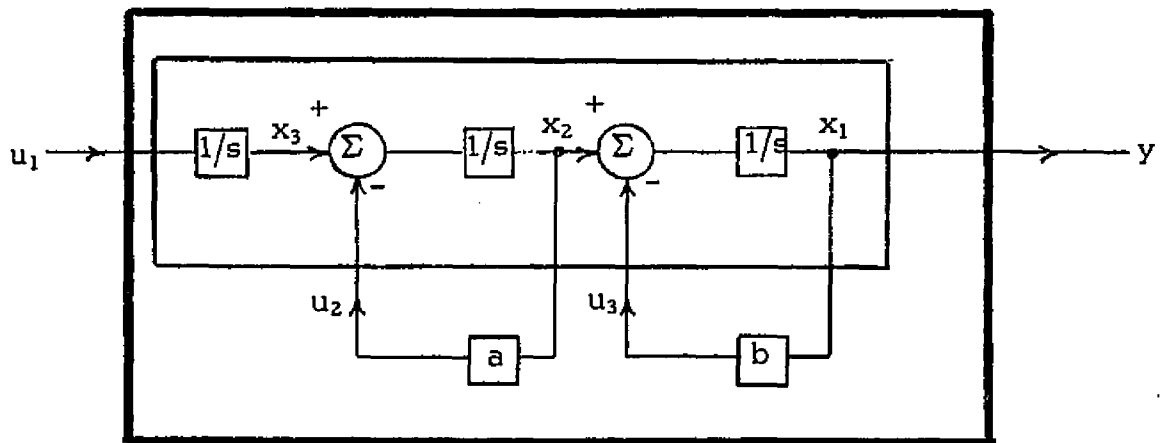 u₁ 1/s x₃ + Σ - 1/s x₂ + Σ - 1/s x₁ y
u₂ u₃
a b